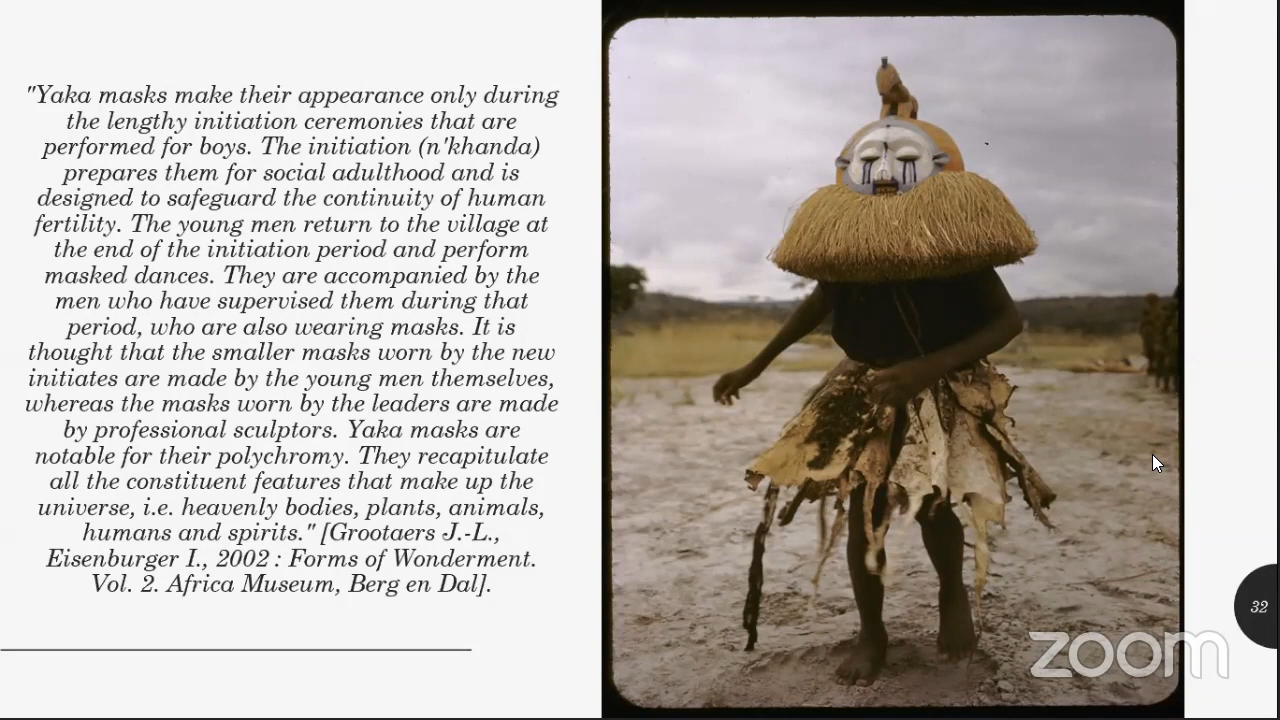 "Yaka masks make their appearance only during
the lengthy initiation ceremonies that are
performed for boys. The initiation (n'khanda)
prepares them for social adulthood and is
designed to safeguard the continuity of human
fertility. The young men return to the village at
the end of the initiation period and perform
masked dances. They are accompanied by the
men who have supervised them during that
period, who are also wearing masks. It is
thought that the smaller masks worn by the new
initiates are made by the young men themselves,
whereas the masks worn by the leaders are made
by professional sculptors. Yaka masks are
notable for their polychromy. They recapitulate
all the constituent features that make up the
universe, i.e. heavenly bodies, plants, animals,
humans and spirits." [Grootaers J.-L.,
Eisenburger I., 2002 : Forms of Wonderment.
Vol. 2. Africa Museum, Berg en Dal].
32
zoom